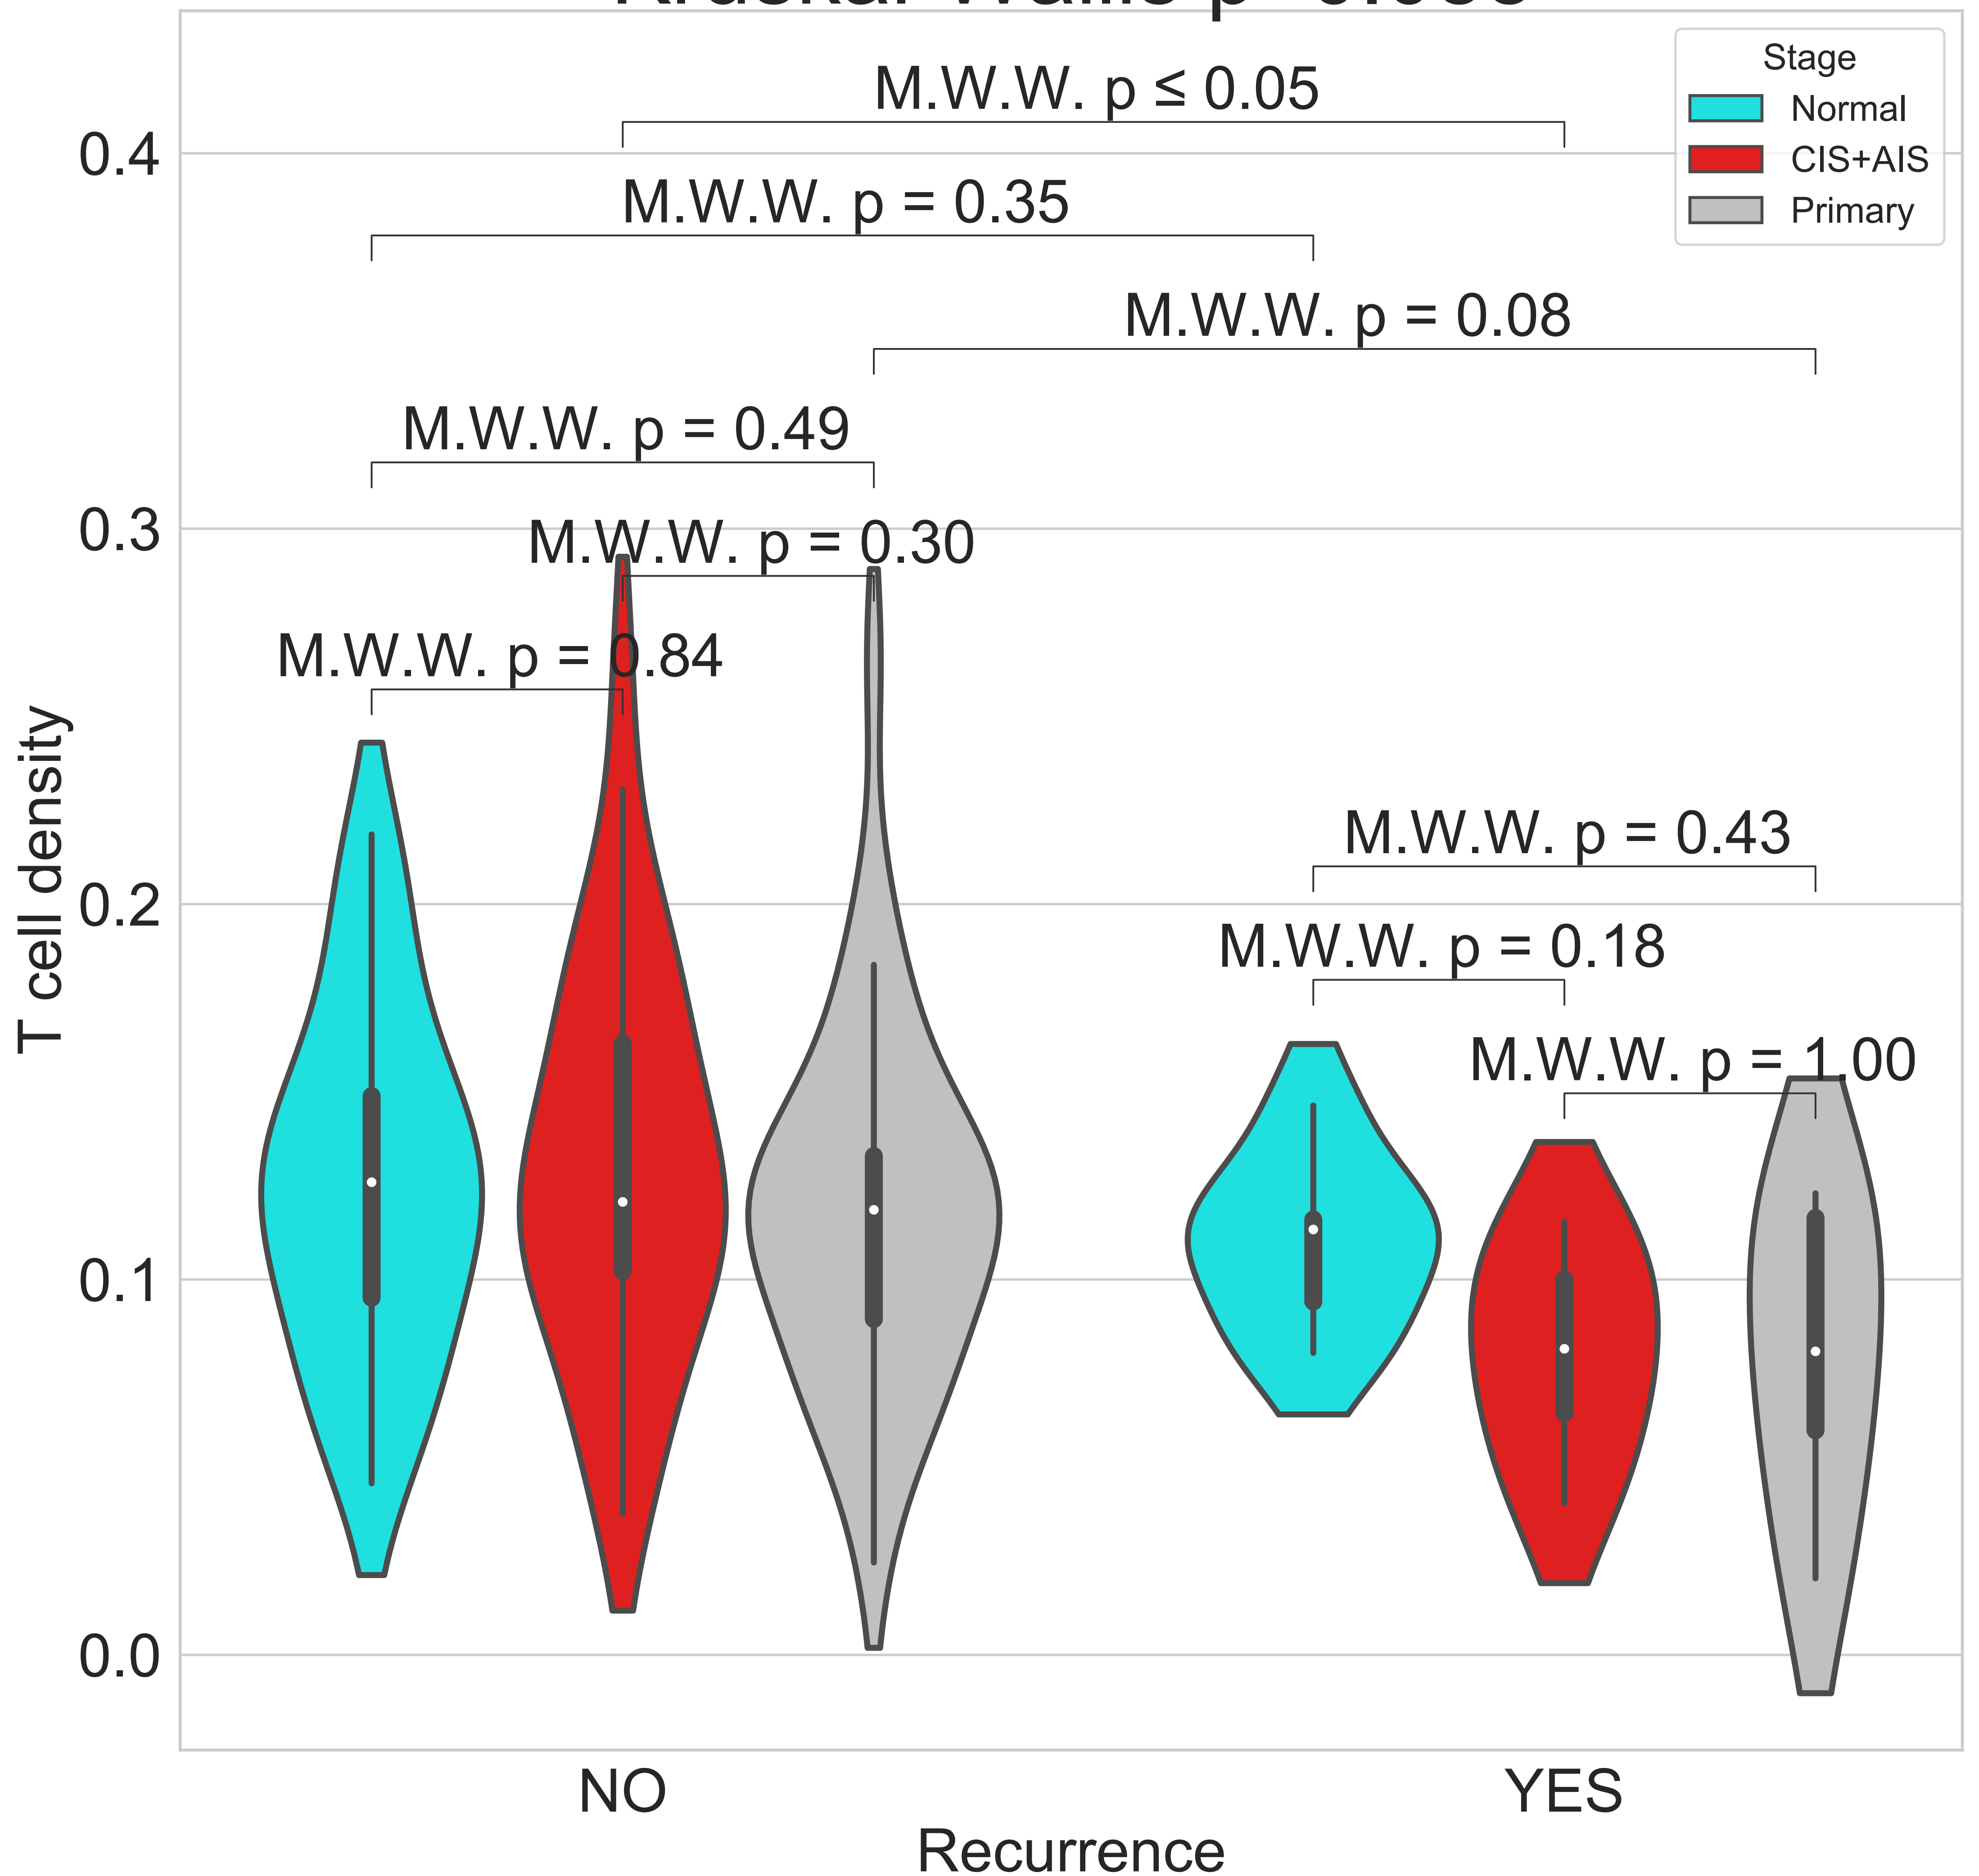 Stage
Normal
CIS+AIS
Primary
M.W.W. p ≤ 0.05
M.W.W. p = 0.35
M.W.W. p = 0.08
M.W.W. p = 0.49
M.W.W. p = 0.30
M.W.W. p = 0.84
M.W.W. p = 0.43
M.W.W. p = 0.18
M.W.W. p = 1.00
0.4
0.3
0.2
0.1
0.0
T cell density
NO
YES
Recurrence